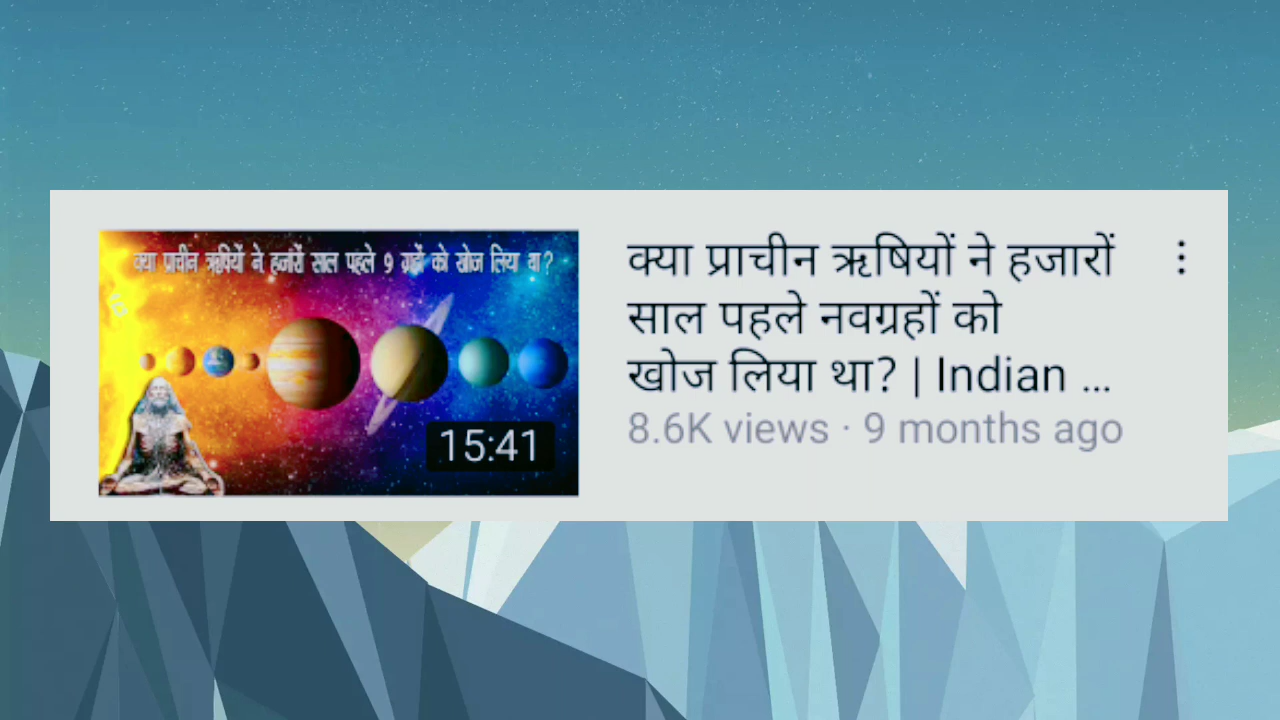 क्या प्राचीन ऋषियों ने हजारों साल पहले 9 ग्रहों को खोज लिया था?
15:41
क्या प्राचीन ऋषियों ने हजारों
साल पहले नवग्रहों को
खोज लिया था? | Indian ...
8.6K views · 9 months ago